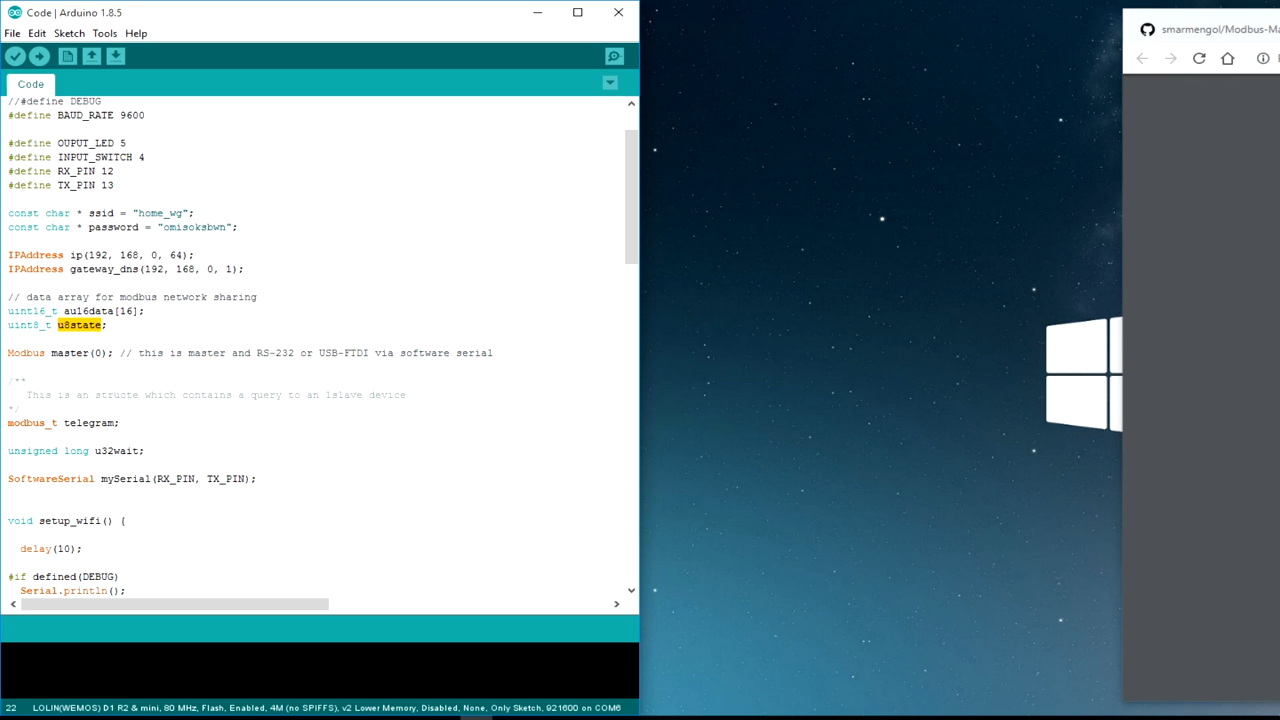 Code | Arduino 1.8.5
File Edit Sketch Tools Help
Code
//#define DEBUG
#define BAUD_RATE 9600
#define OUPUT_LED 5
#define INPUT_SWITCH 4
#define RX_PIN 12
#define TX_PIN 13
const char * ssid = "home_wg";
const char * password = "omisoksbwn";
IPAddress ip(192, 168, 0, 64);
IPAddress gateway_dns(192, 168, 0, 1);
// data array for modbus network sharing
uint16_t au16data[16];
uint8_t u8state;
Modbus master(0); // this is master and RS-232 or USB-FTDI via software serial
/**
This is an structe which contains a query to an lslave device
*/
modbus_t telegram;
unsigned long u32wait;
SoftwareSerial mySerial(RX_PIN, TX_PIN);
void setup_wifi() {
delay(10);
#if defined(DEBUG)
Serial.println();
22 LOLIN(WEMOS) D1 R2 & mini, 80 MHz, Flash, Enabled, 4M (no SPIFFS), v2 Lower Memory, Disabled, None, Only Sketch, 921600 on COM6
smarmengol/Modbus-Ma